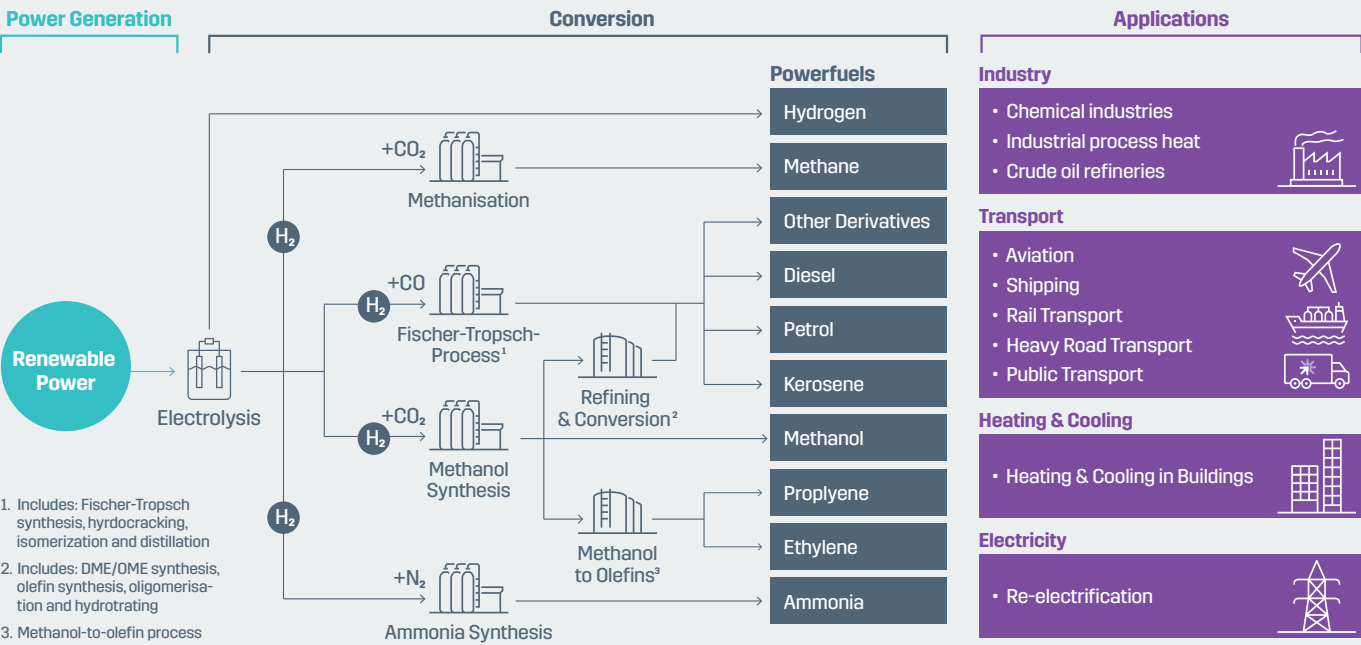 Power Generation
Conversion
Applications
Powerfuels
Hydrogen
+CO₂
Methanisation
Methane
H₂
Other Derivatives
+CO
H₂
Fischer-Tropsch-
Process¹
Diesel
Petrol
Kerosene
Renewable
Power
Electrolysis
Refining
& Conversion²
+CO₂
H₂
Methanol
Synthesis
Methanol
Proplyene
Ethylene
Methanol
to Olefins³
H₂
+N₂
Ammonia Synthesis
Ammonia
1. Includes: Fischer-Tropsch
synthesis, hyrdocracking,
isomerization and distillation
2. Includes: DME/OME synthesis,
olefin synthesis, oligomerisa-
tion and hydrotrating
3. Methanol-to-olefin process
Industry
• Chemical industries
• Industrial process heat
• Crude oil refineries
Transport
• Aviation
• Shipping
• Rail Transport
• Heavy Road Transport
• Public Transport
Heating & Cooling
• Heating & Cooling in Buildings
Electricity
• Re-electrification